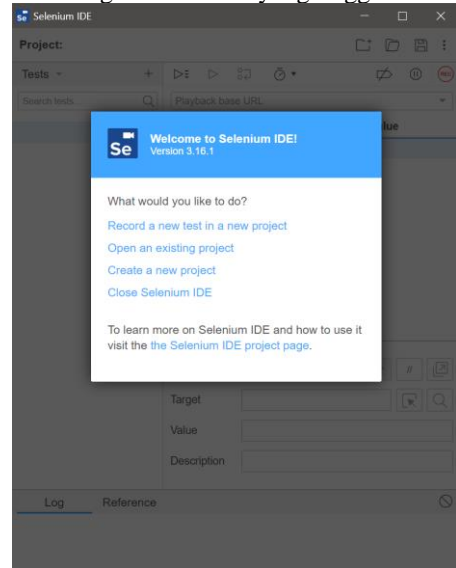 Selenium IDE
Project:
Tests
Search tests...
Playback base URL
lue
Se
Welcome to Selenium IDE!
Version 3.16.1
What would you like to do?
Record a new test in a new project
Open an existing project
Create a new project
Close Selenium IDE
To learn more on Selenium IDE and how to use it
visit the the Selenium IDE project page.
//
Target
Value
Description
Log Reference